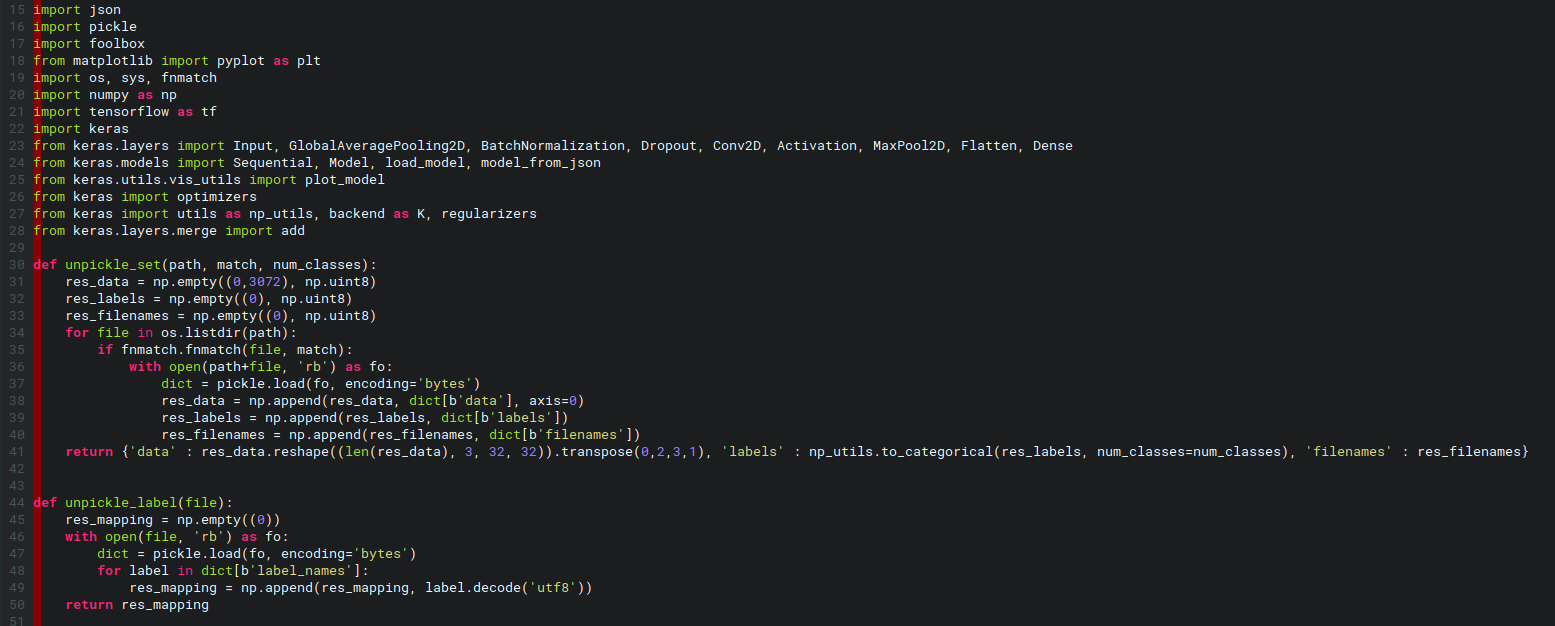 15 import json
16 import pickle
17 import foolbox
18 from matplotlib import pyplot as plt
19 import os, sys, fnmatch
20 import numpy as np
21 import tensorflow as tf
22 import keras
23 from keras.layers import Input, GlobalAveragePooling2D, BatchNormalization, Dropout, Conv2D, Activation, MaxPool2D, Flatten, Dense
24 from keras.models import Sequential, Model, load_model, model_from_json
25 from keras.utils.vis_utils import plot_model
26 from keras import optimizers
27 from keras import utils as np_utils, backend as K, regularizers
28 from keras.layers.merge import add
29
30 def unpickle_set(path, match, num_classes):
31     res_data = np.empty((0,3072), np.uint8)
32     res_labels = np.empty((0), np.uint8)
33     res_filenames = np.empty((0), np.uint8)
34     for file in os.listdir(path):
35         if fnmatch.fnmatch(file, match):
36             with open(path+file, 'rb') as fo:
37                 dict = pickle.load(fo, encoding='bytes')
38                 res_data = np.append(res_data, dict[b'data'], axis=0)
39                 res_labels = np.append(res_labels, dict[b'labels'])
40                 res_filenames = np.append(res_filenames, dict[b'filenames'])
41     return {'data' : res_data.reshape((len(res_data), 3, 32, 32)).transpose(0,2,3,1), 'labels' : np_utils.to_categorical(res_labels, num_classes=num_classes), 'filenames' : res_filenames}
42
43
44 def unpickle_label(file):
45     res_mapping = np.empty((0))
46     with open(file, 'rb') as fo:
47         dict = pickle.load(fo, encoding='bytes')
48         for label in dict[b'label_names']:
49             res_mapping = np.append(res_mapping, label.decode('utf8'))
50     return res_mapping
51